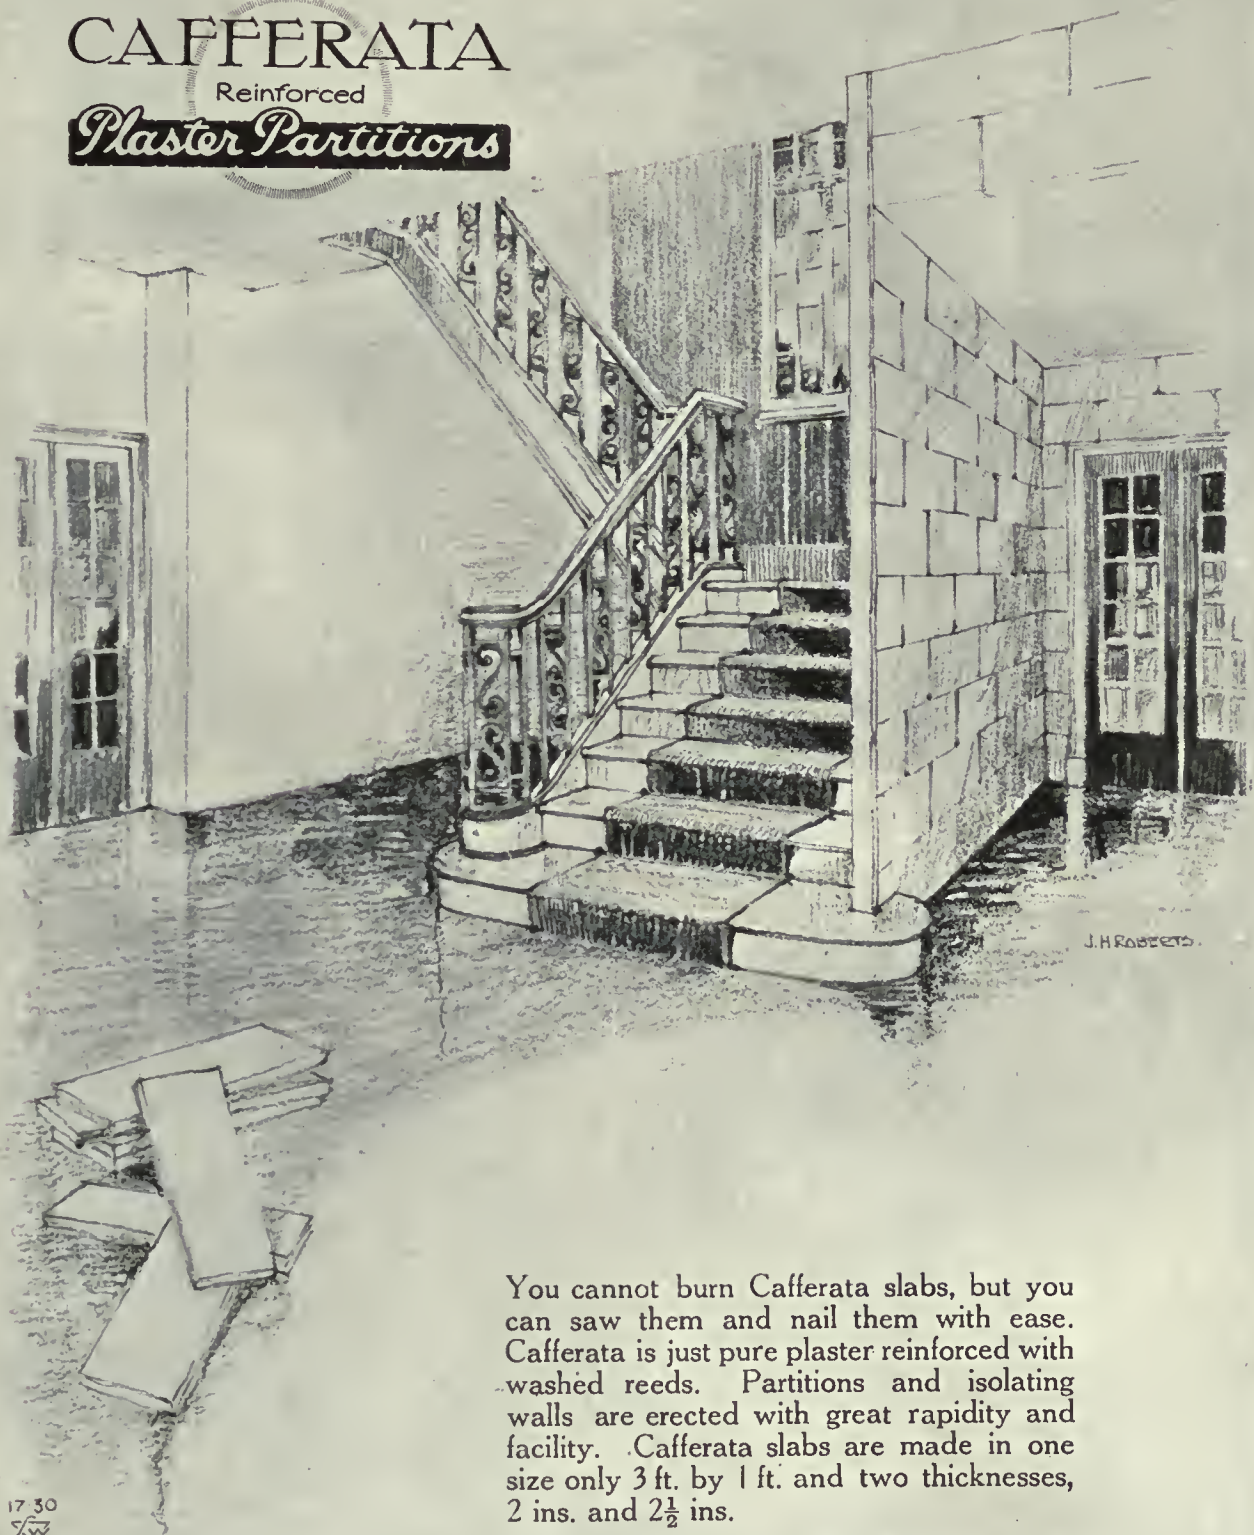 CAFFERATA
Reinforced
Plaster Partitions
J. H ROBERTS.
You cannot burn Cafferata slabs, but you
can saw them and nail them with ease.
Cafferata is just pure plaster reinforced with
washed reeds. Partitions and isolating
walls are erected with great rapidity and
facility. Cafferata slabs are made in one
size only 3 ft. by 1 ft. and two thicknesses,
2 ins. and 2½ ins.
17·30